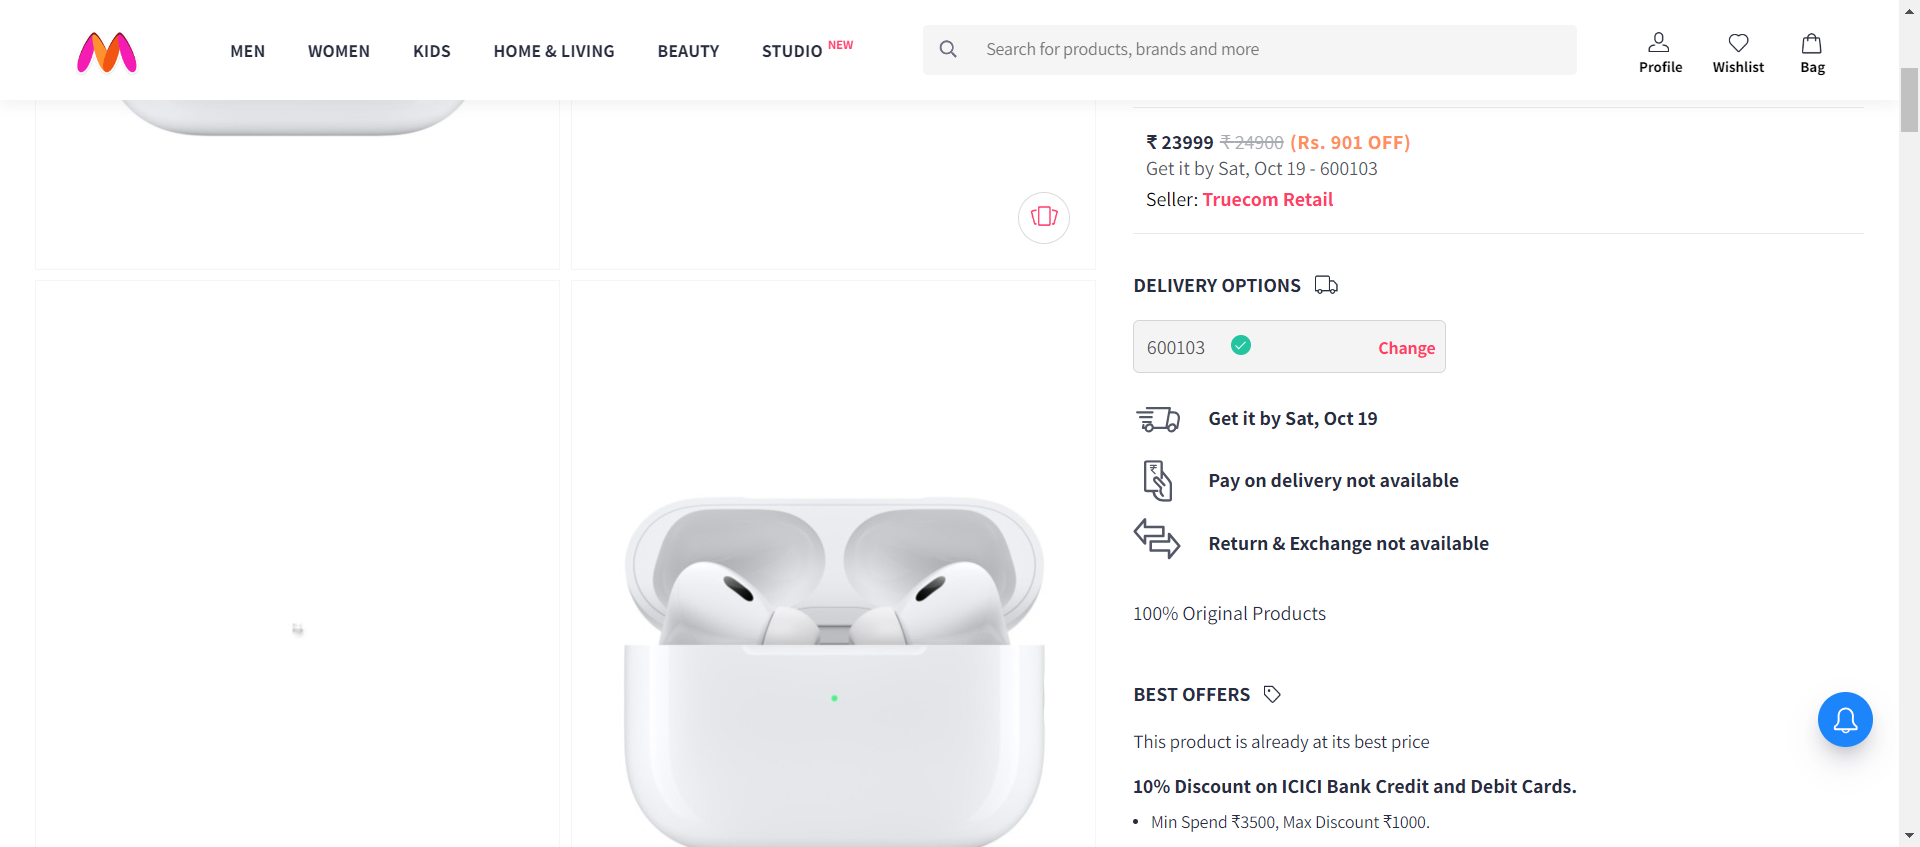 MEN WOMEN KIDS HOME & LIVING BEAUTY STUDIO NEW
Search for products, brands and more
Profile Wishlist Bag
₹ 23999 ₹ 24900 (Rs. 901 OFF)
Get it by Sat, Oct 19 - 600103
Seller: Truecom Retail
DELIVERY OPTIONS
600103 Change
Get it by Sat, Oct 19
₹
Pay on delivery not available
Return & Exchange not available
100% Original Products
BEST OFFERS
This product is already at its best price
10% Discount on ICICI Bank Credit and Debit Cards.
• Min Spend ₹3500, Max Discount ₹1000.